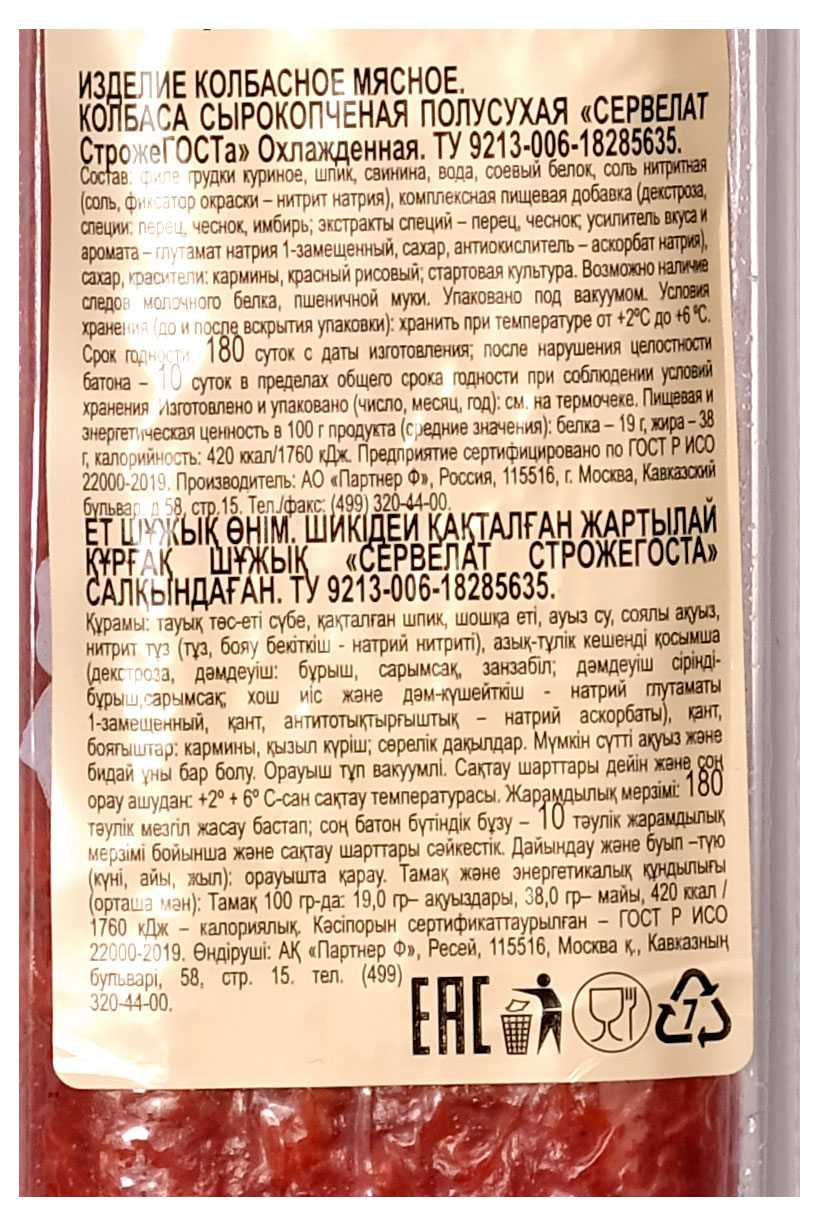 ИЗДЕЛИЕ КОЛБАСНОЕ МЯСНОЕ.
КОЛБАСА СЫРОКОПЧЕНАЯ ПОЛУСУХАЯ «СЕРВЕЛАТ
СтрожеГОСТа» Охлажденная. ТУ 9213-006-18285635.
Состав: филе грудки куриное, шпик, свинина, вода, соевый белок, соль нитритная
(соль, фиксатор окраски – нитрит натрия), комплексная пищевая добавка (декстроза,
специи: перец, чеснок, имбирь; экстракты специй – перец, чеснок; усилитель вкуса и
аромата – глутамат натрия 1-замещенный, сахар, антиокислитель – аскорбат натрия),
сахар, красители: кармины, красный рисовый; стартовая культура. Возможно наличие
следов молочного белка, пшеничной муки. Упаковано под вакуумом. Условия
хранения (до и после вскрытия упаковки): хранить при температуре от +2°С до +6 °С.
Срок годности: 180 суток с даты изготовления; после нарушения целостности
батона – 10 суток в пределах общего срока годности при соблюдении условий
хранения. Изготовлено и упаковано (число, месяц, год): см. на термочеке. Пищевая и
энергетическая ценность в 100 г продукта (средние значения): белка – 19 г, жира – 38
г, калорийность: 420 ккал/1760 кДж. Предприятие сертифицировано по ГОСТ Р ИСО
22000-2019. Производитель: АО «Партнер Ф», Россия, 115516, г. Москва, Кавказский
бульвар, д 58, стр.15. Тел./факс: (499) 320-44-00.
ЕТ ШҰЖЫҚ ӨНІМ. ШИКІДЕЙ ҚАҚТАЛҒАН ЖАРТЫЛАЙ
ҚҰРҒАҚ ШҰЖЫҚ «СЕРВЕЛАТ СТРОЖЕГОСТА»
САЛҚЫНДАҒАН. ТУ 9213-006-18285635.
Құрамы: тауық төс-еті сүбе, қақталған шпик, шошқа еті, ауыз су, соялы ақуыз,
нитрит тұз (тұз, бояу бекіткіш - натрий нитриті), азық-түлік кешенді қосымша
(декстроза, дәмдеуіш: бұрыш, сарымсақ, занзабіл; дәмдеуіш сірінді-
бұрыш,сарымсақ; хош иіс және дәм-күшейткіш - натрий глутаматы
1-замещенный, қант, антитотықтырғыштық – натрий аскорбаты), қант,
бояғыштар: кармины, қызыл күріш; сөрелік дақылдар. Мүмкін сүтті ақуыз және
бидай ұны бар болу. Орауыш тұп вакуумлі. Сақтау шарттары дейін және соң
орау ашудан: +2° + 6° С-сан сақтау температурасы. Жарамдылық мерзімі: 180
тәулік мезгіл жасау бастап; соң батон бүтіндік бұзу – 10 тәулік жарамдылық
мерзімі бойынша және сақтау шарттары сәйкестік. Дайындау және буып –түю
(күні, айы, жыл): орауышта қарау. Тамақ және энергетикалық құндылығы
(орташа мән): Тамақ 100 гр-да: 19,0 гр– ақуыздары, 38,0 гр– майы, 420 ккал /
1760 кДж – калориялық. Кәсіпорын сертификаттаурылған – ГОСТ Р ИСО
22000-2019. Өндіруші: АҚ «Партнер Ф», Ресей, 115516, Москва қ., Кавказның
бульварі, 58, стр. 15. тел. (499)
320-44-00.
EAC
7